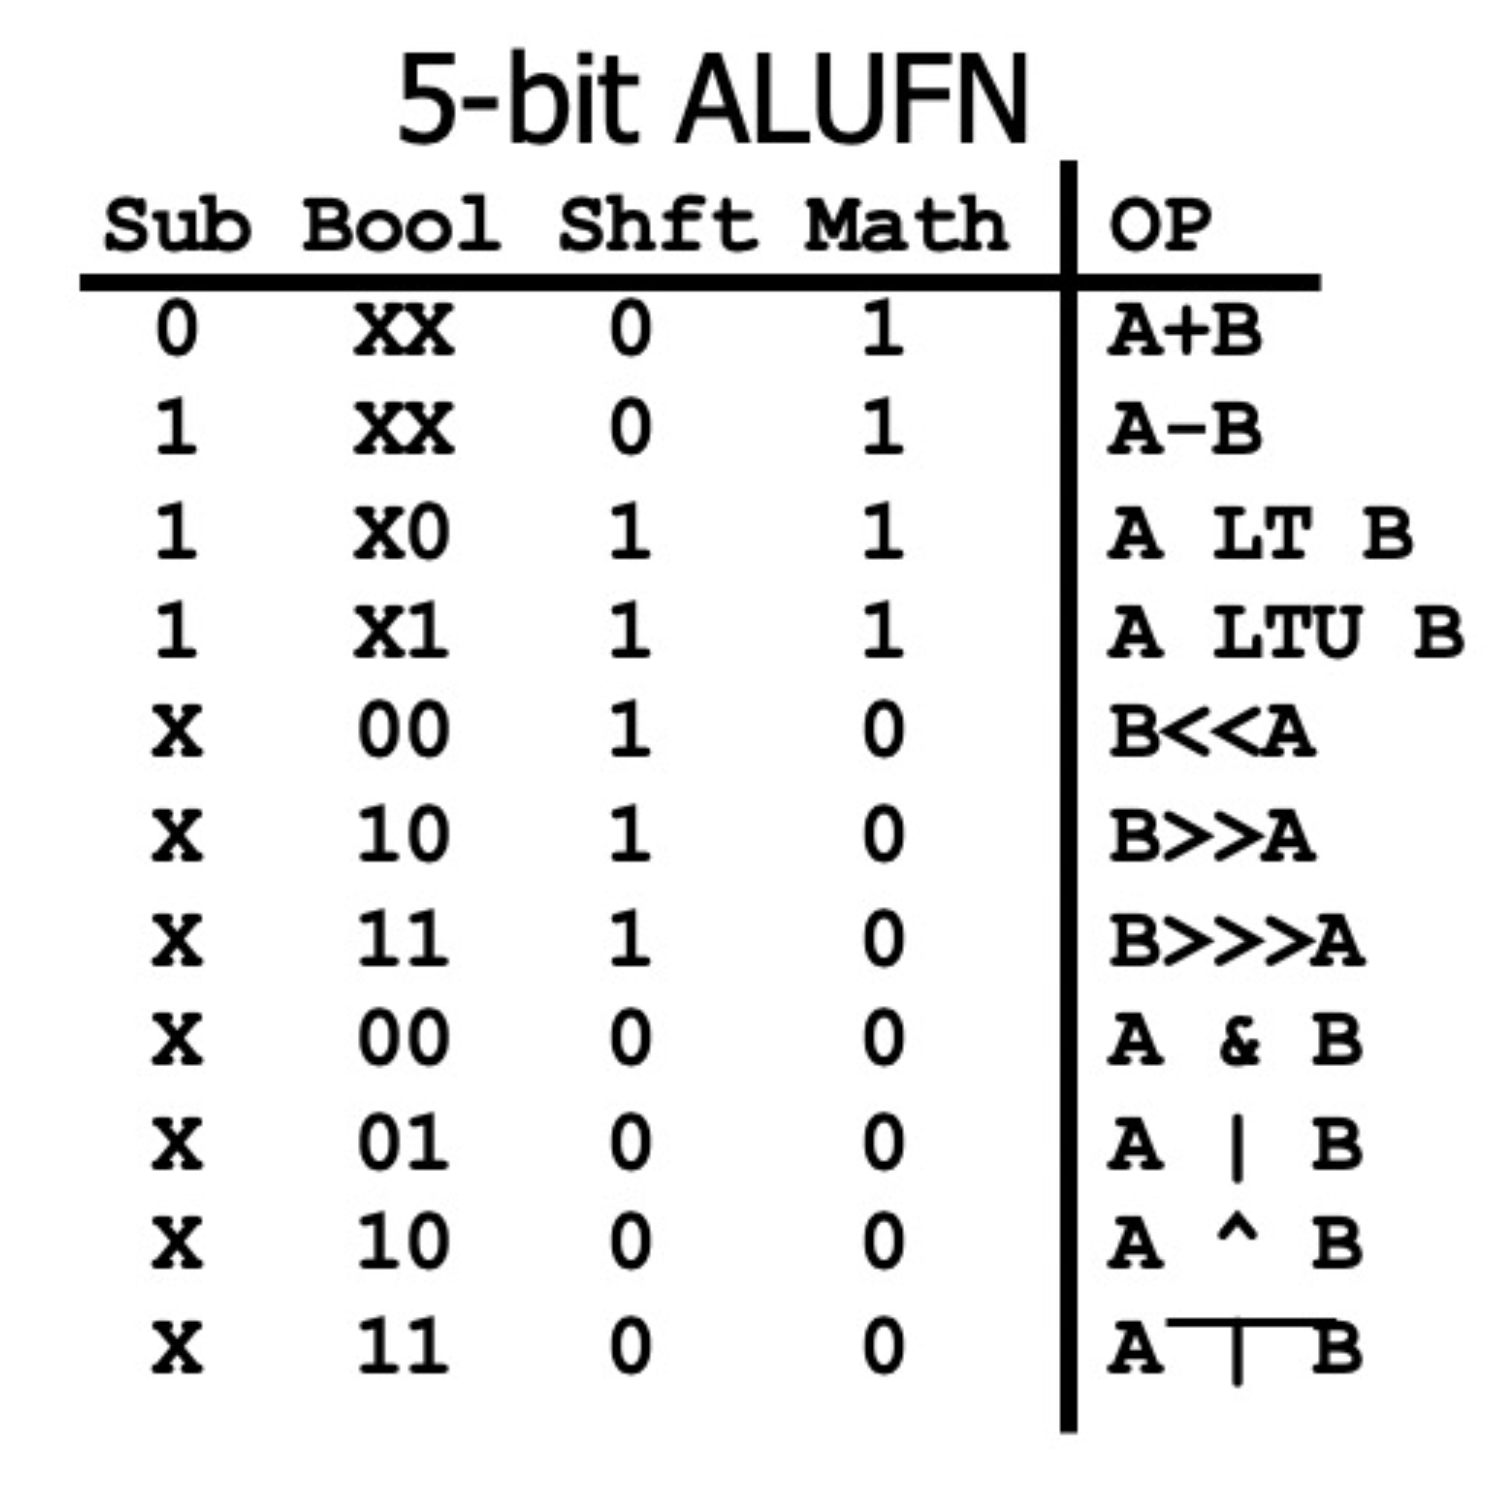 5-bit ALUFN
Sub Bool Shft Math OP
0 XX 0 1 A+B
1 XX 0 1 A-B
1 X0 1 1 A LT B
1 X1 1 1 A LTU B
X 00 1 0 B<<A
X 10 1 0 B>>A
X 11 1 0 B>>>A
X 00 0 0 A & B
X 01 0 0 A | B
X 10 0 0 A ^ B
X 11 0 0 A | B